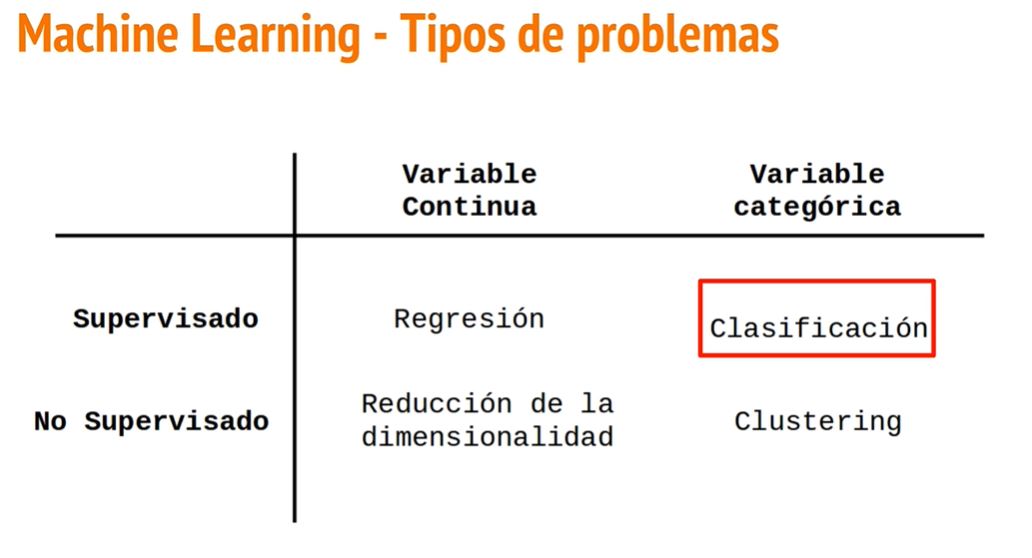 Machine Learning - Tipos de problemas
Variable
Continua
Variable
categórica
Supervisado
Regresión
Clasificación
No Supervisado
Reducción de la
dimensionalidad
Clustering